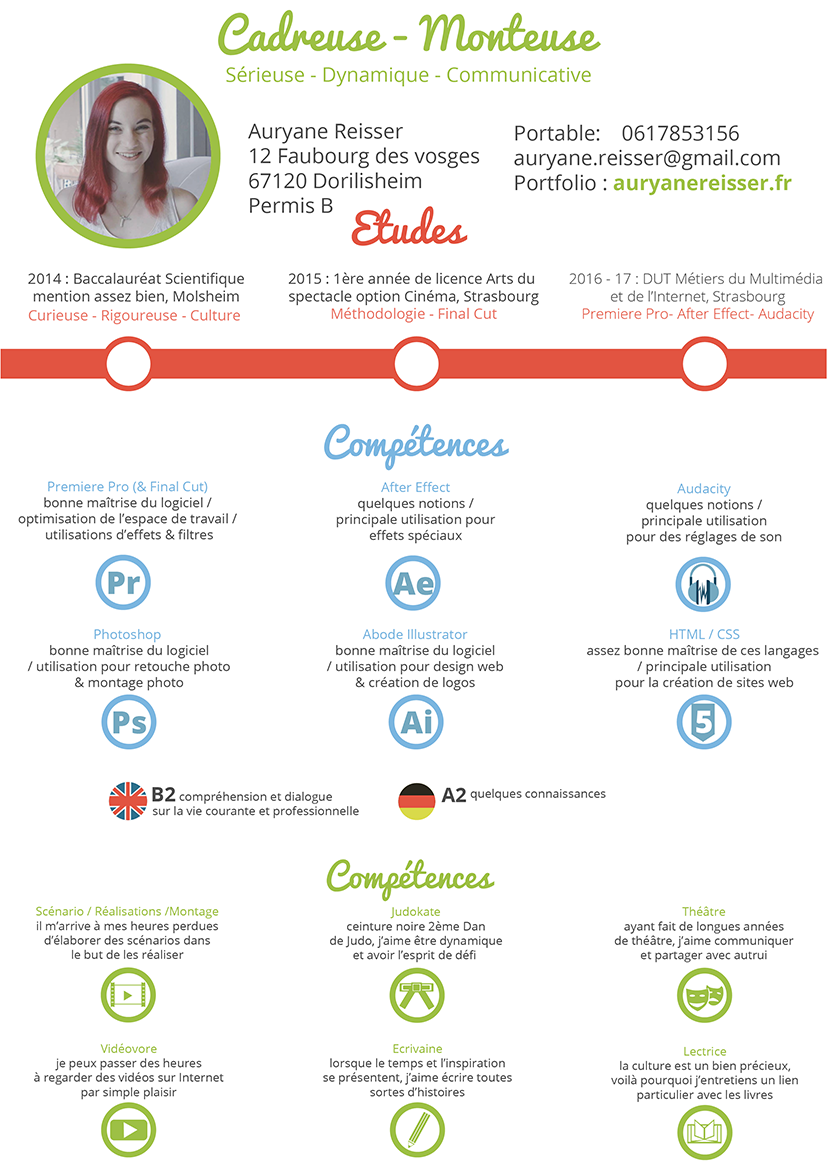 Cadreuse - Monteuse
Sérieuse - Dynamique - Communicative
Auryane Reisser
12 Faubourg des vosges
67120 Dorilisheim
Permis B
Portable: 0617853156
auryane.reisser@gmail.com
Portfolio : auryanereisser.fr
Etudes
2014 : Baccalauréat Scientifique
mention assez bien, Molsheim
Curieuse - Rigoureuse - Culture
2015 : 1ère année de licence Arts du
spectacle option Cinéma, Strasbourg
Méthodologie - Final Cut
2016 - 17 : DUT Métiers du Multimédia
et de l'Internet, Strasbourg
Premiere Pro- After Effect- Audacity
Compétences
Premiere Pro (& Final Cut)
bonne maîtrise du logiciel /
optimisation de l'espace de travail /
utilisations d'effets & filtres
Pr
After Effect
quelques notions /
principale utilisation pour
effets spéciaux
Ae
Audacity
quelques notions /
principale utilisation
pour des réglages de son
Photoshop
bonne maîtrise du logiciel
/ utilisation pour retouche photo
& montage photo
Ps
Abode Illustrator
bonne maîtrise du logiciel
/ utilisation pour design web
& création de logos
Ai
HTML / CSS
assez bonne maîtrise de ces langages
/ principale utilisation
pour la création de sites web
5
B2 compréhension et dialogue
sur la vie courante et professionnelle
A2 quelques connaissances
Compétences
Scénario / Réalisations /Montage
il m'arrive à mes heures perdues
d'élaborer des scénarios dans
le but de les réaliser
Judokate
ceinture noire 2ème Dan
de Judo, j'aime être dynamique
et avoir l'esprit de défi
Théâtre
ayant fait de longues années
de théâtre, j'aime communiquer
et partager avec autrui
Vidéovore
je peux passer des heures
à regarder des vidéos sur Internet
par simple plaisir
Ecrivaine
lorsque le temps et l'inspiration
se présentent, j'aime écrire toutes
sortes d'histoires
Lectrice
la culture est un bien précieux,
voilà pourquoi j'entretiens un lien
particulier avec les livres